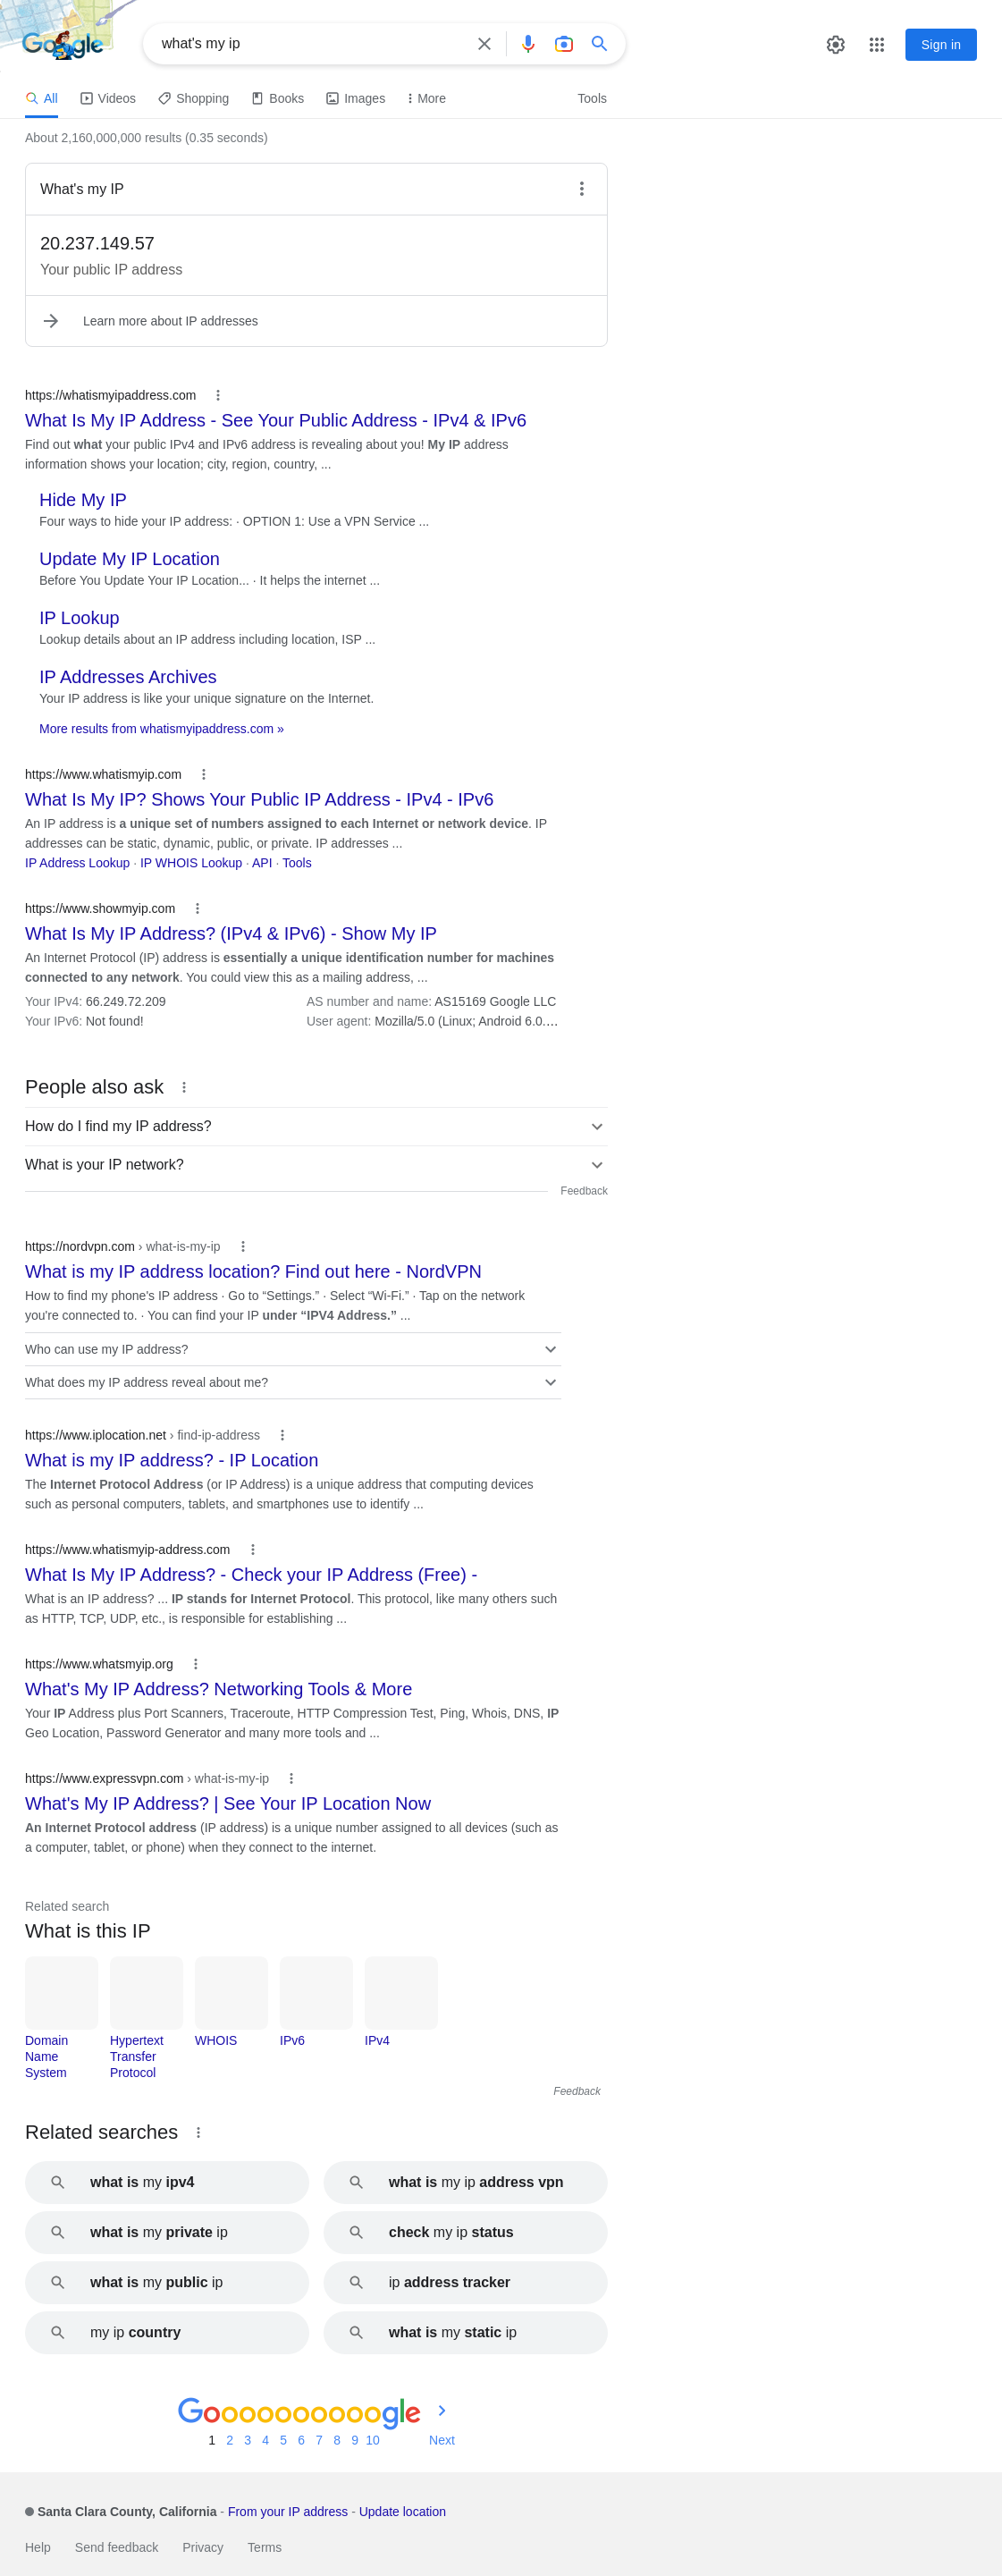 Google
what's my ip
Sign in
All Videos Shopping Books Images More Tools
About 2,160,000,000 results (0.35 seconds)
What's my IP
20.237.149.57
Your public IP address
Learn more about IP addresses
https://whatismyipaddress.com
What Is My IP Address - See Your Public Address - IPv4 & IPv6
Find out what your public IPv4 and IPv6 address is revealing about you! My IP address
information shows your location; city, region, country, ...
Hide My IP
Four ways to hide your IP address: · OPTION 1: Use a VPN Service ...
Update My IP Location
Before You Update Your IP Location... · It helps the internet ...
IP Lookup
Lookup details about an IP address including location, ISP ...
IP Addresses Archives
Your IP address is like your unique signature on the Internet.
More results from whatismyipaddress.com »
https://www.whatismyip.com
What Is My IP? Shows Your Public IP Address - IPv4 - IPv6
An IP address is a unique set of numbers assigned to each Internet or network device. IP
addresses can be static, dynamic, public, or private. IP addresses ...
IP Address Lookup · IP WHOIS Lookup · API · Tools
https://www.showmyip.com
What Is My IP Address? (IPv4 & IPv6) - Show My IP
An Internet Protocol (IP) address is essentially a unique identification number for machines
connected to any network. You could view this as a mailing address, ...
Your IPv4: 66.249.72.209 AS number and name: AS15169 Google LLC
Your IPv6: Not found! User agent: Mozilla/5.0 (Linux; Android 6.0.…
People also ask
How do I find my IP address?
What is your IP network?
Feedback
https://nordvpn.com › what-is-my-ip
What is my IP address location? Find out here - NordVPN
How to find my phone's IP address · Go to “Settings.” · Select “Wi-Fi.” · Tap on the network
you're connected to. · You can find your IP under “IPV4 Address.” ...
Who can use my IP address?
What does my IP address reveal about me?
https://www.iplocation.net › find-ip-address
What is my IP address? - IP Location
The Internet Protocol Address (or IP Address) is a unique address that computing devices
such as personal computers, tablets, and smartphones use to identify ...
https://www.whatismyip-address.com
What Is My IP Address? - Check your IP Address (Free) -
What is an IP address? ... IP stands for Internet Protocol. This protocol, like many others such
as HTTP, TCP, UDP, etc., is responsible for establishing ...
https://www.whatsmyip.org
What's My IP Address? Networking Tools & More
Your IP Address plus Port Scanners, Traceroute, HTTP Compression Test, Ping, Whois, DNS, IP
Geo Location, Password Generator and many more tools and ...
https://www.expressvpn.com › what-is-my-ip
What's My IP Address? | See Your IP Location Now
An Internet Protocol address (IP address) is a unique number assigned to all devices (such as
a computer, tablet, or phone) when they connect to the internet.
Related search
What is this IP
Domain Name System
Hypertext Transfer Protocol
WHOIS
IPv6
IPv4
Feedback
Related searches
what is my ipv4
what is my ip address vpn
what is my private ip
check my ip status
what is my public ip
ip address tracker
my ip country
what is my static ip
Goooooooooogle
1 2 3 4 5 6 7 8 9 10 Next
Santa Clara County, California - From your IP address - Update location
Help Send feedback Privacy Terms